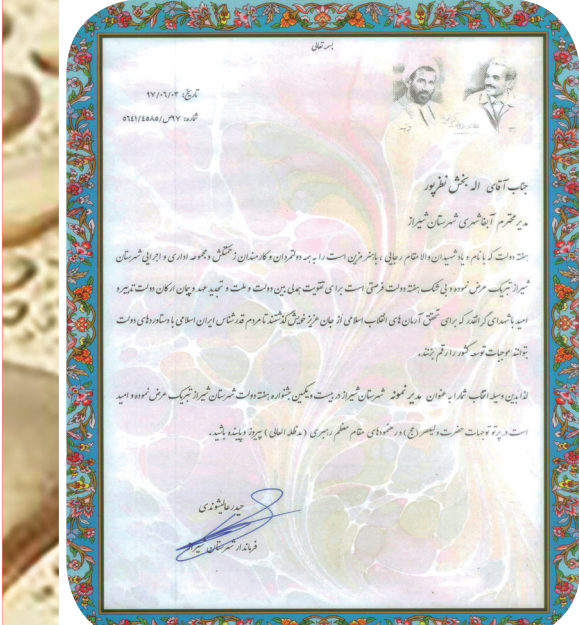 بسمه تعالی
تاریخ: ۹۷/۰۶/۰۳
شماره: ۹۷/ص/۰۵۶۴۱/۴۵۸۵
جناب آقای اله بخش نظرپور
مدیر محترم آبفا شهری شهرستان شیراز
هفته دولت که با نام و یاد شهیدان والامقام رجایی و باهنر مزین است را به همه دولتمردان و کارمندان زحمتکش و مجموعه اداری و اجرایی شهرستان
شیراز تبریک عرض نموده و بی شک هفته دولت فرصتی است برای تقویت همدلی بین دولت و ملت و تجدید عهد و پیمان ارکان دولت تدبیر و
امید با شهدای گرانقدر که برای تحقق آرمان های انقلاب اسلامی از جان عزیز خویش گذشتند تا مردم قدرشناس ایران اسلامی با دستاوردهای دولت
بتوانند موجبات توسعه کشور را رقم بزنند.
لذا بدین وسیله انتخاب شما را به عنوان مدیر نمونه شهرستان شیراز در بیست و یکمین جشنواره هفته دولت شهرستان شیراز تبریک عرض نموده و امید
است در پرتو توجهات حضرت ولیعصر (عج) و رهنمودهای مقام معظم رهبری (مدظله العالی) پیروز و پاینده باشید.
حیدر عالیشوندی
فرماندار شهرستان شیراز